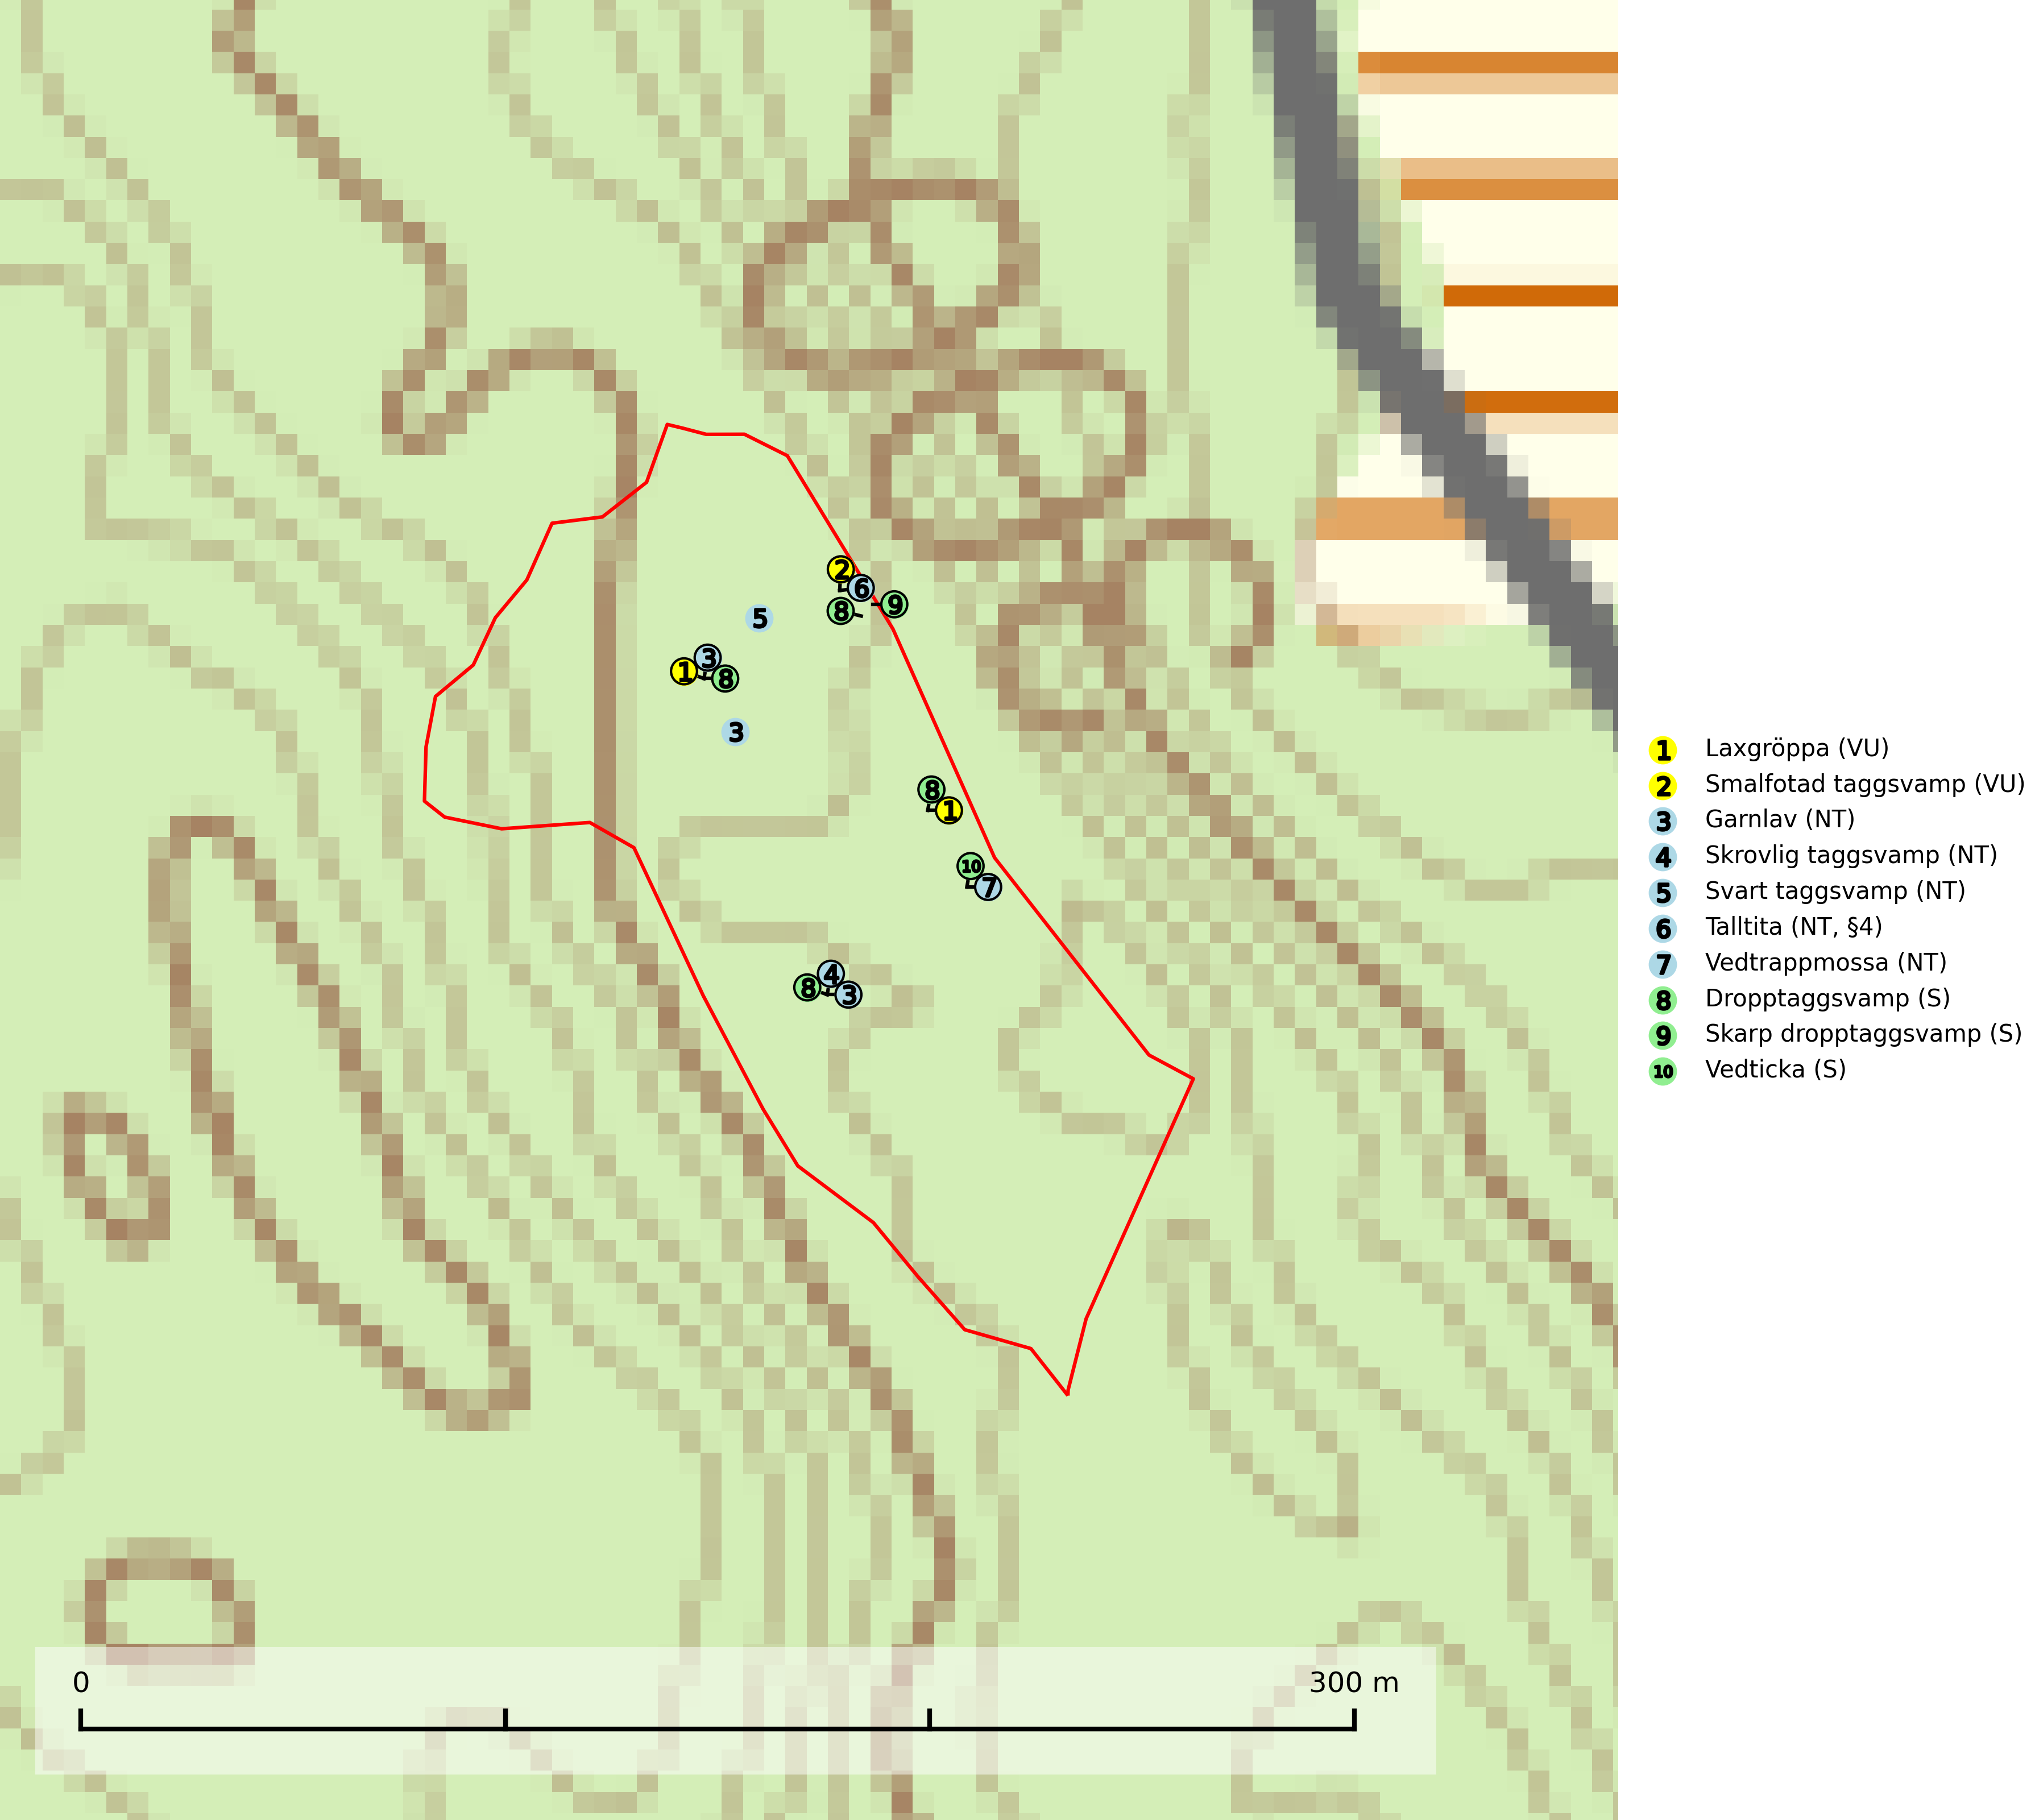 2
6
9
8
5
3
1
8
3
8
1
10
7
4
8
3
1 Laxgröppa (VU)
2 Smalfotad taggsvamp (VU)
3 Garnlav (NT)
4 Skrovlig taggsvamp (NT)
5 Svart taggsvamp (NT)
6 Talltita (NT, §4)
7 Vedtrappmossa (NT)
8 Dropptaggsvamp (S)
9 Skarp dropptaggsvamp (S)
10 Vedticka (S)
0 300 m